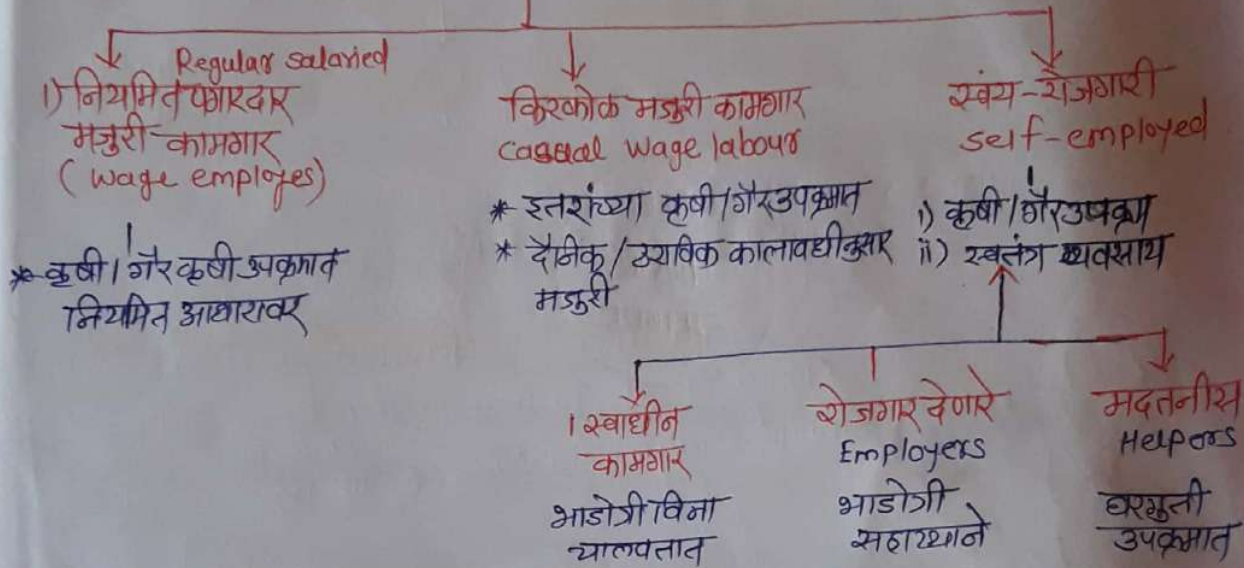 Regular salaried
1) नियमित पगारदार
मजुरी-कामगार
(wage employes)
* कृषी/गैर कृषी उपक्रमात
नियमित आधारावर
किरकोळ मजुरी कामगार
casual wage labour
* इतरांच्या कृषी/गैरउपक्रमात
* दैनिक/ठराविक कालावधीनुसार
मजुरी
स्वंय-रोजगारी
self-employed
i) कृषी/गैरउपक्रम
ii) स्वतंत्र व्यवसाय
1 स्वाधीन
कामगार
भाडोत्री विना
चालवतात
रोजगार देणारे
Employers
भाडोत्री
सहाय्याने
मदतनीस
Helpers
घरगुती
उपक्रमात